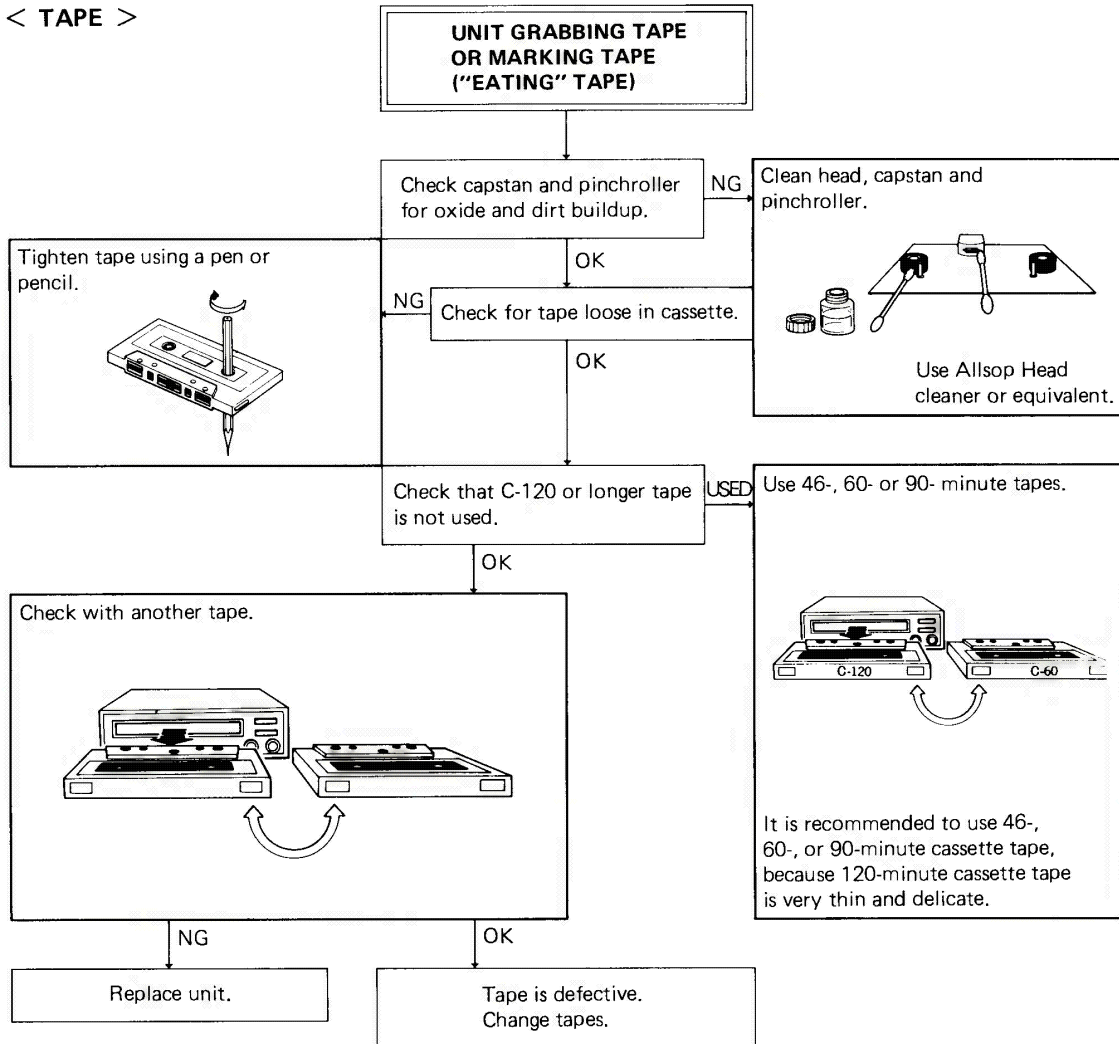 < TAPE >
UNIT GRABBING TAPE
OR MARKING TAPE
("EATING" TAPE)
Check capstan and pinchroller
for oxide and dirt buildup.
NG
Clean head, capstan and
pinchroller.
Use Allsop Head
cleaner or equivalent.
OK
Tighten tape using a pen or
pencil.
NG
Check for tape loose in cassette.
OK
Check that C-120 or longer tape
is not used.
USED
Use 46-, 60- or 90- minute tapes.
C-120
C-60
It is recommended to use 46-,
60-, or 90-minute cassette tape,
because 120-minute cassette tape
is very thin and delicate.
OK
Check with another tape.
NG
OK
Replace unit.
Tape is defective.
Change tapes.